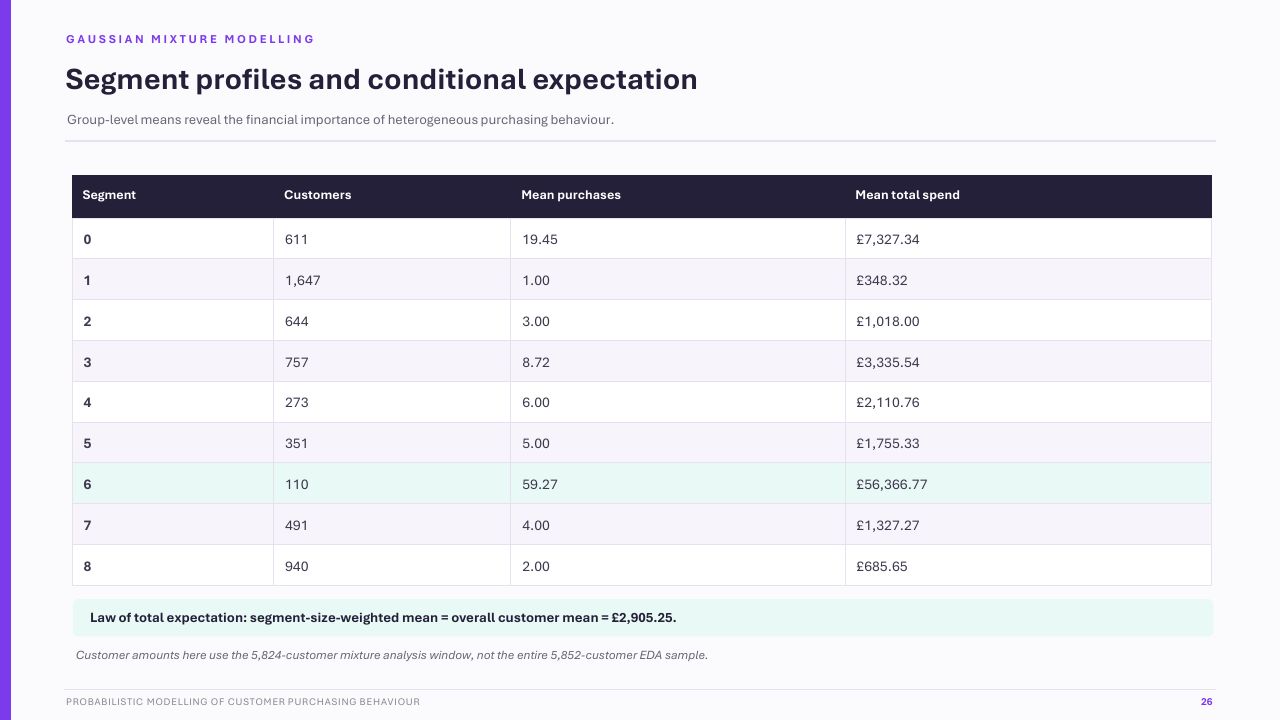 GAUSSIAN MIXTURE MODELLING
Segment profiles and conditional expectation
Group-level means reveal the financial importance of heterogeneous purchasing behaviour.
Segment Customers Mean purchases Mean total spend
0 611 19.45 £7,327.34
1 1,647 1.00 £348.32
2 644 3.00 £1,018.00
3 757 8.72 £3,335.54
4 273 6.00 £2,110.76
5 351 5.00 £1,755.33
6 110 59.27 £56,366.77
7 491 4.00 £1,327.27
8 940 2.00 £685.65
Law of total expectation: segment-size-weighted mean = overall customer mean = £2,905.25.
Customer amounts here use the 5,824-customer mixture analysis window, not the entire 5,852-customer EDA sample.
PROBABILISTIC MODELLING OF CUSTOMER PURCHASING BEHAVIOUR 26